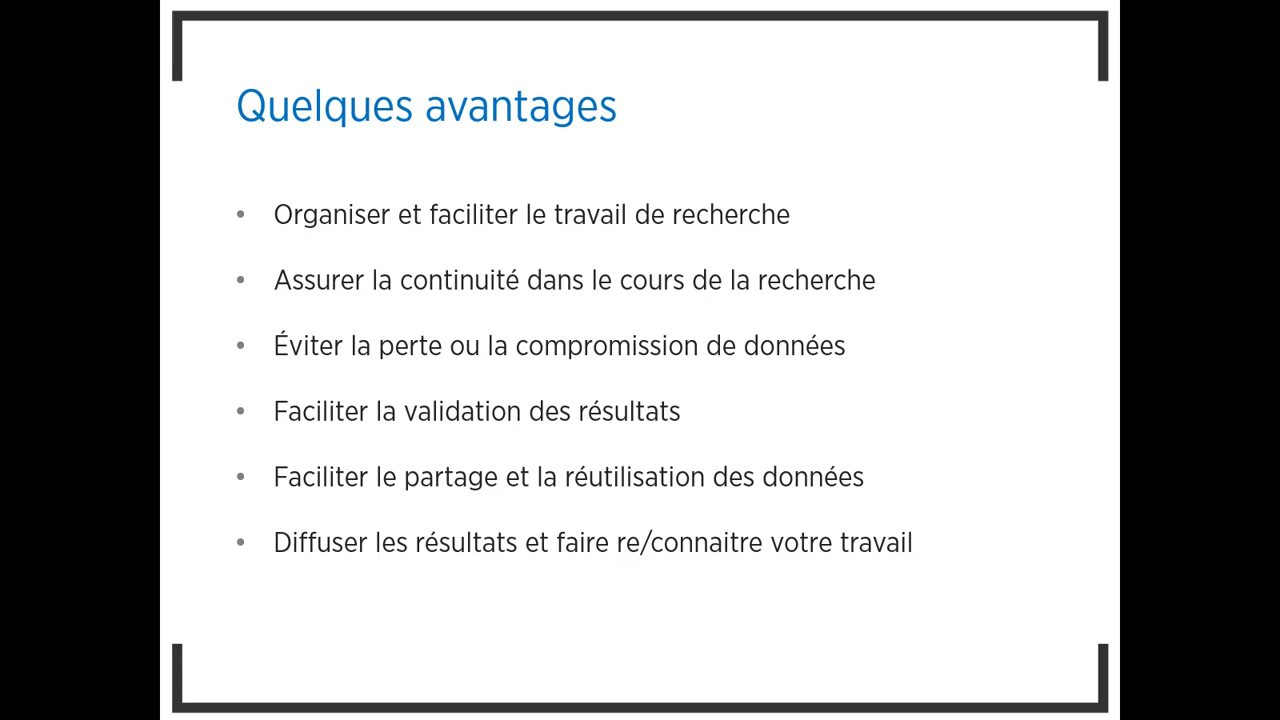 Quelques avantages
• Organiser et faciliter le travail de recherche
• Assurer la continuité dans le cours de la recherche
• Éviter la perte ou la compromission de données
• Faciliter la validation des résultats
• Faciliter le partage et la réutilisation des données
• Diffuser les résultats et faire re/connaitre votre travail